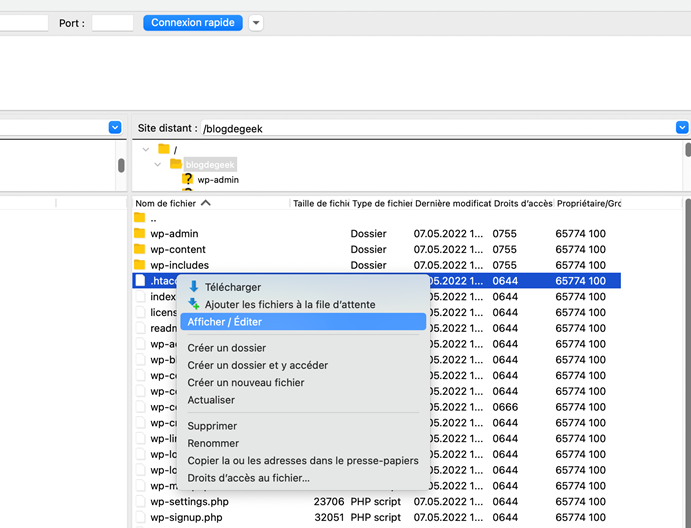 Port :
Connexion rapide
Site distant : /blogdegeek
/
blogdegeek
wp-admin
Nom de fichier Taille de fichie Type de fichier Dernière modificat Droits d'accès Propriétaire/Gro
..
wp-admin Dossier 07.05.2022 1... 0755 65774 100
wp-content Dossier 07.05.2022 1... 0755 65774 100
wp-includes Dossier 07.05.2022 1... 0755 65774 100
.htacc 07.05.2022 1... 0644 65774 100
Télécharger
Ajouter les fichiers à la file d'attente
Afficher / Éditer
Créer un dossier
Créer un dossier et y accéder
Créer un nouveau fichier
Actualiser
Supprimer
Renommer
Copier la ou les adresses dans le presse-papiers
Droits d'accès au fichier...
index 05.2022 1... 0644 65774 100
licens 05.2022 1... 0644 65774 100
readm 05.2022 1... 0644 65774 100
wp-ac 05.2022 1... 0644 65774 100
wp-b 05.2022 1... 0644 65774 100
wp-co 05.2022 1... 0644 65774 100
wp-co 05.2022 1... 0666 65774 100
wp-cr 05.2022 1... 0644 65774 100
wp-lin 05.2022 1... 0644 65774 100
wp-lo 05.2022 1... 0644 65774 100
wp-lo 05.2022 1... 0644 65774 100
wp-m 05.2022 1... 0644 65774 100
wp-settings.php 23706 PHP script 07.05.2022 1... 0644 65774 100
wp-signup.php 32051 PHP script 07.05.2022 1... 0644 65774 100